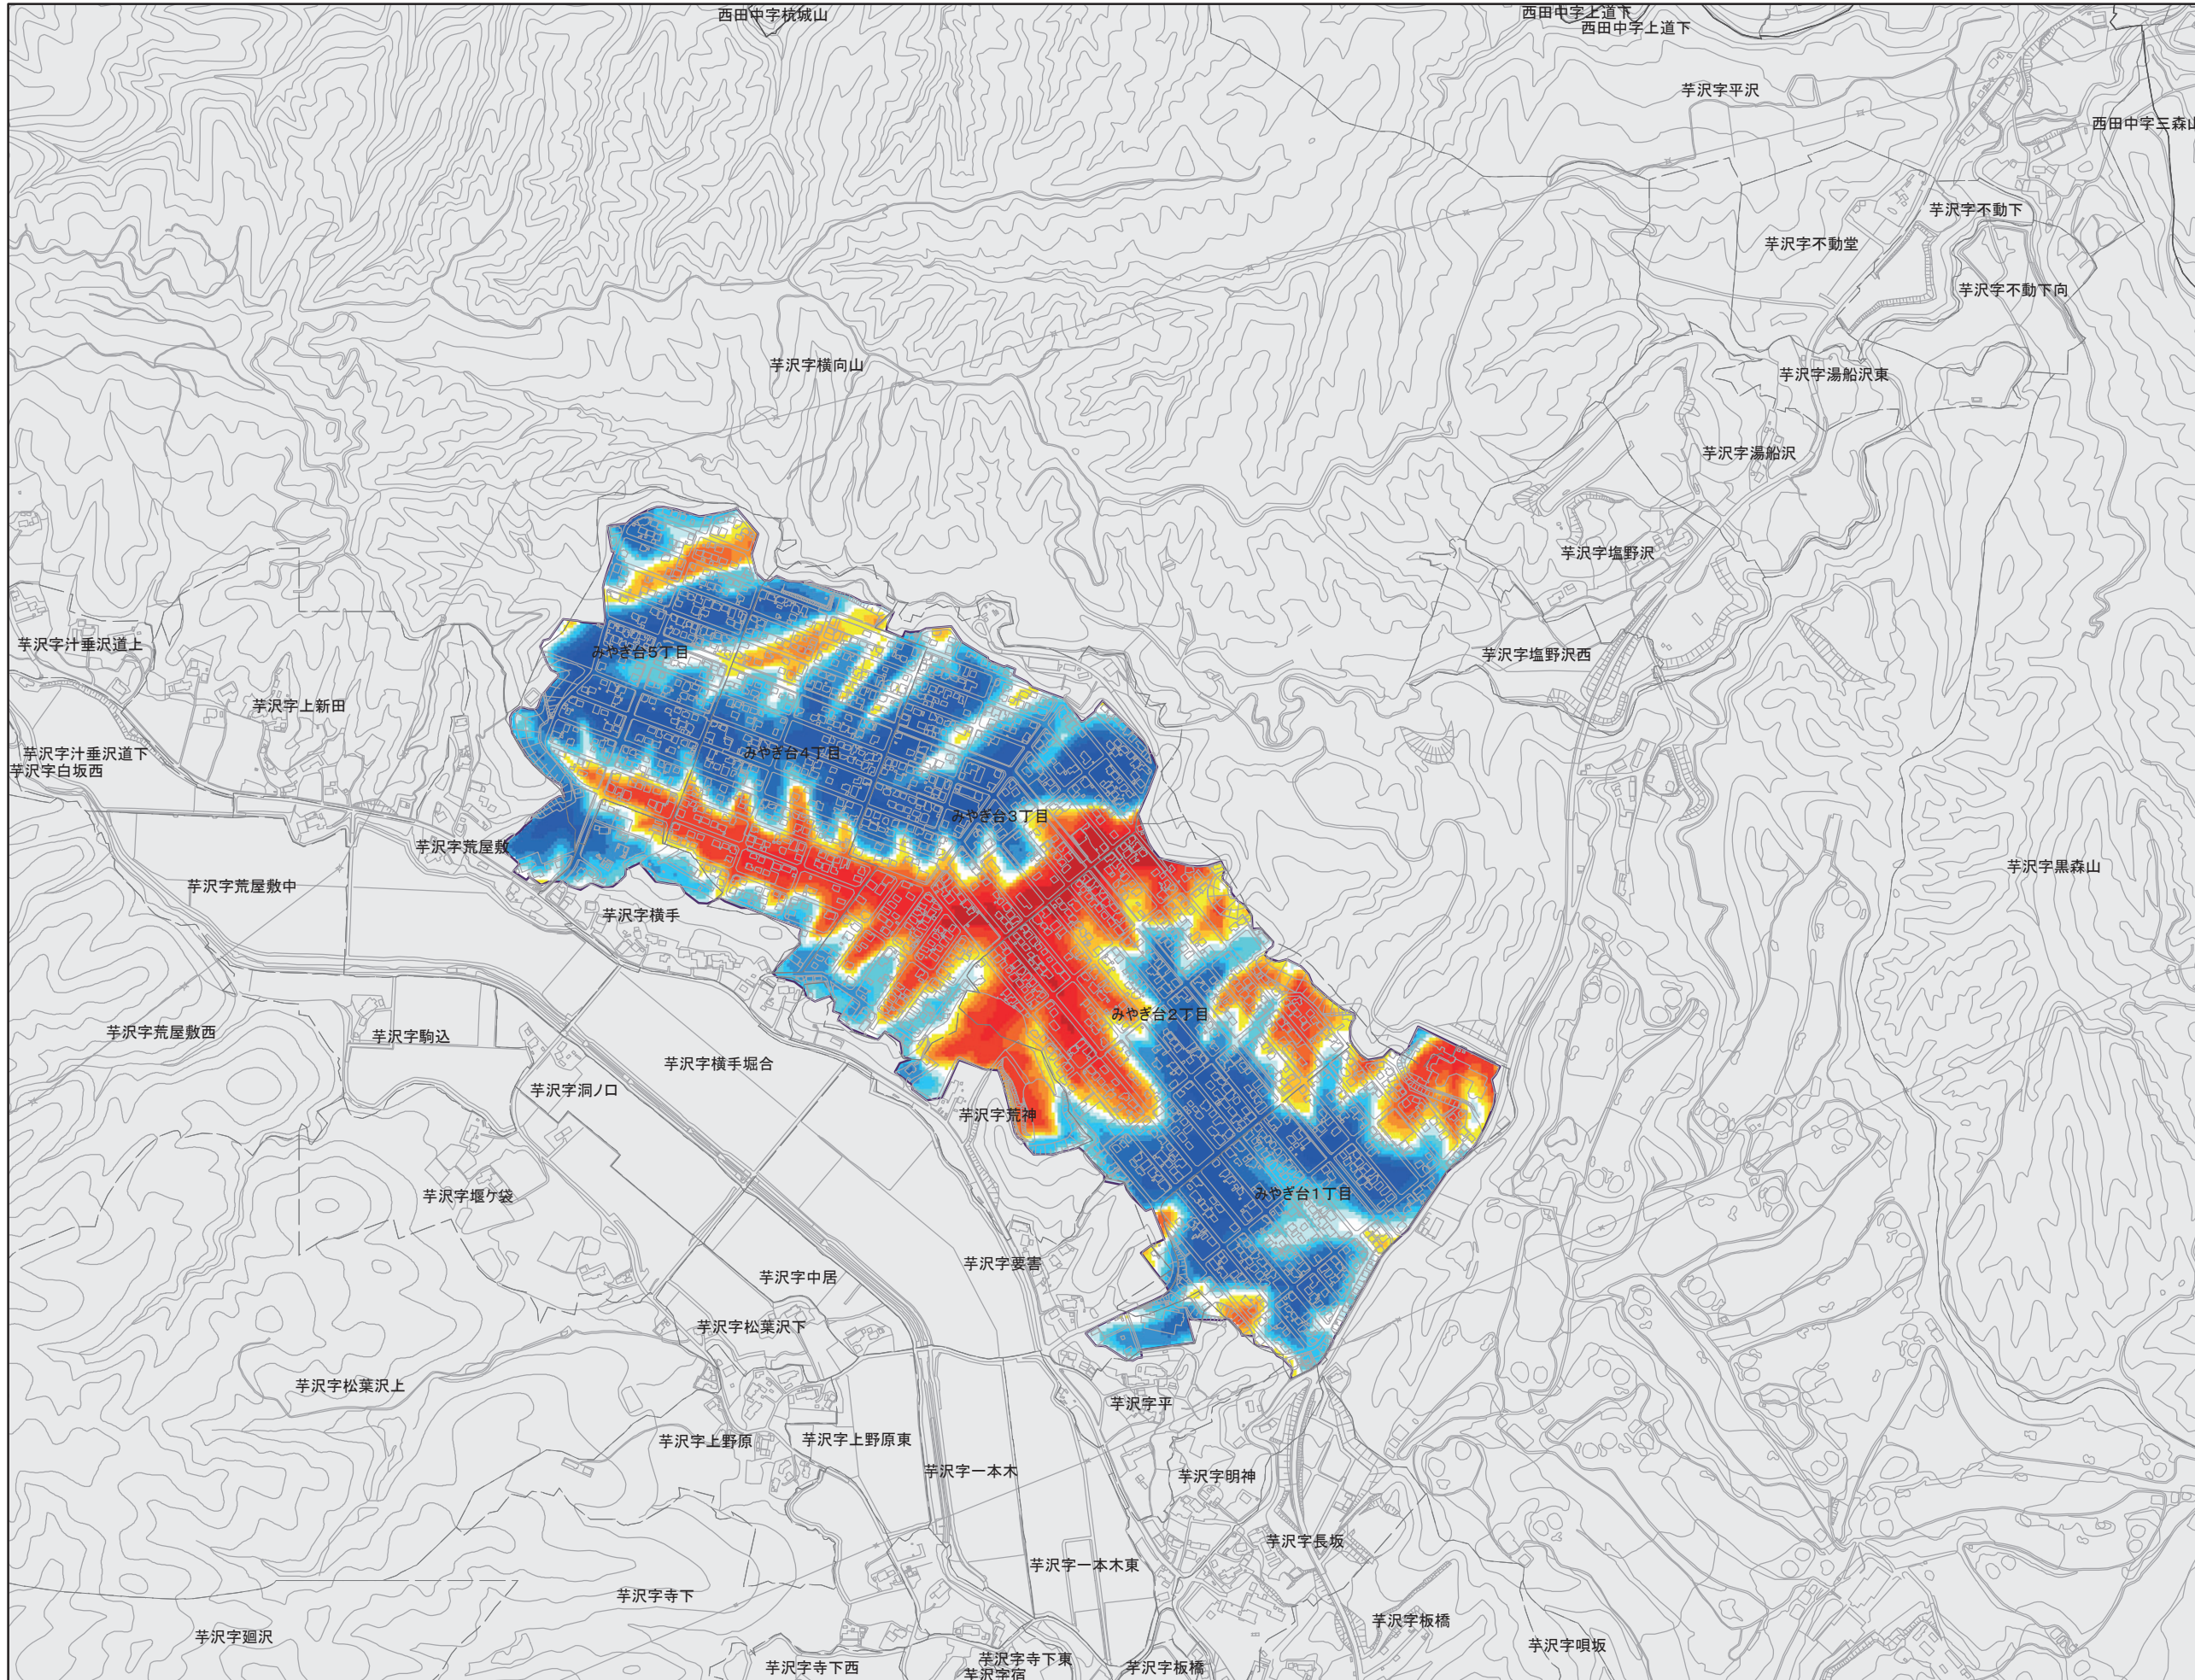 西田中字杭城山
西田中字上道下
西田中字上道下
芋沢字平沢
西田中字三森山
芋沢字不動下
芋沢字不動堂
芋沢字不動下向
芋沢字横向山
芋沢字湯船沢東
芋沢字湯船沢
芋沢字塩野沢
芋沢字汁垂沢道上
みやぎ台5丁目
芋沢字塩野沢西
芋沢字上新田
芋沢字汁垂沢道下
みやぎ台4丁目
芋沢字白坂西
みやぎ台3丁目
芋沢字荒屋敷
芋沢字黒森山
芋沢字荒屋敷中
芋沢字横手
みやぎ台2丁目
芋沢字荒屋敷西
芋沢字駒込
芋沢字横手堀合
芋沢字洞ノ口
芋沢字荒神
芋沢字堰ケ袋
みやぎ台1丁目
芋沢字要害
芋沢字中居
芋沢字松葉沢下
芋沢字松葉沢上
芋沢字平
芋沢字上野原
芋沢字上野原東
芋沢字一本木
芋沢字明神
芋沢字長坂
芋沢字一本木東
芋沢字寺下
芋沢字板橋
芋沢字廻沢
芋沢字唄坂
芋沢字寺下東
芋沢字寺下西
芋沢字板橋
芋沢字宿